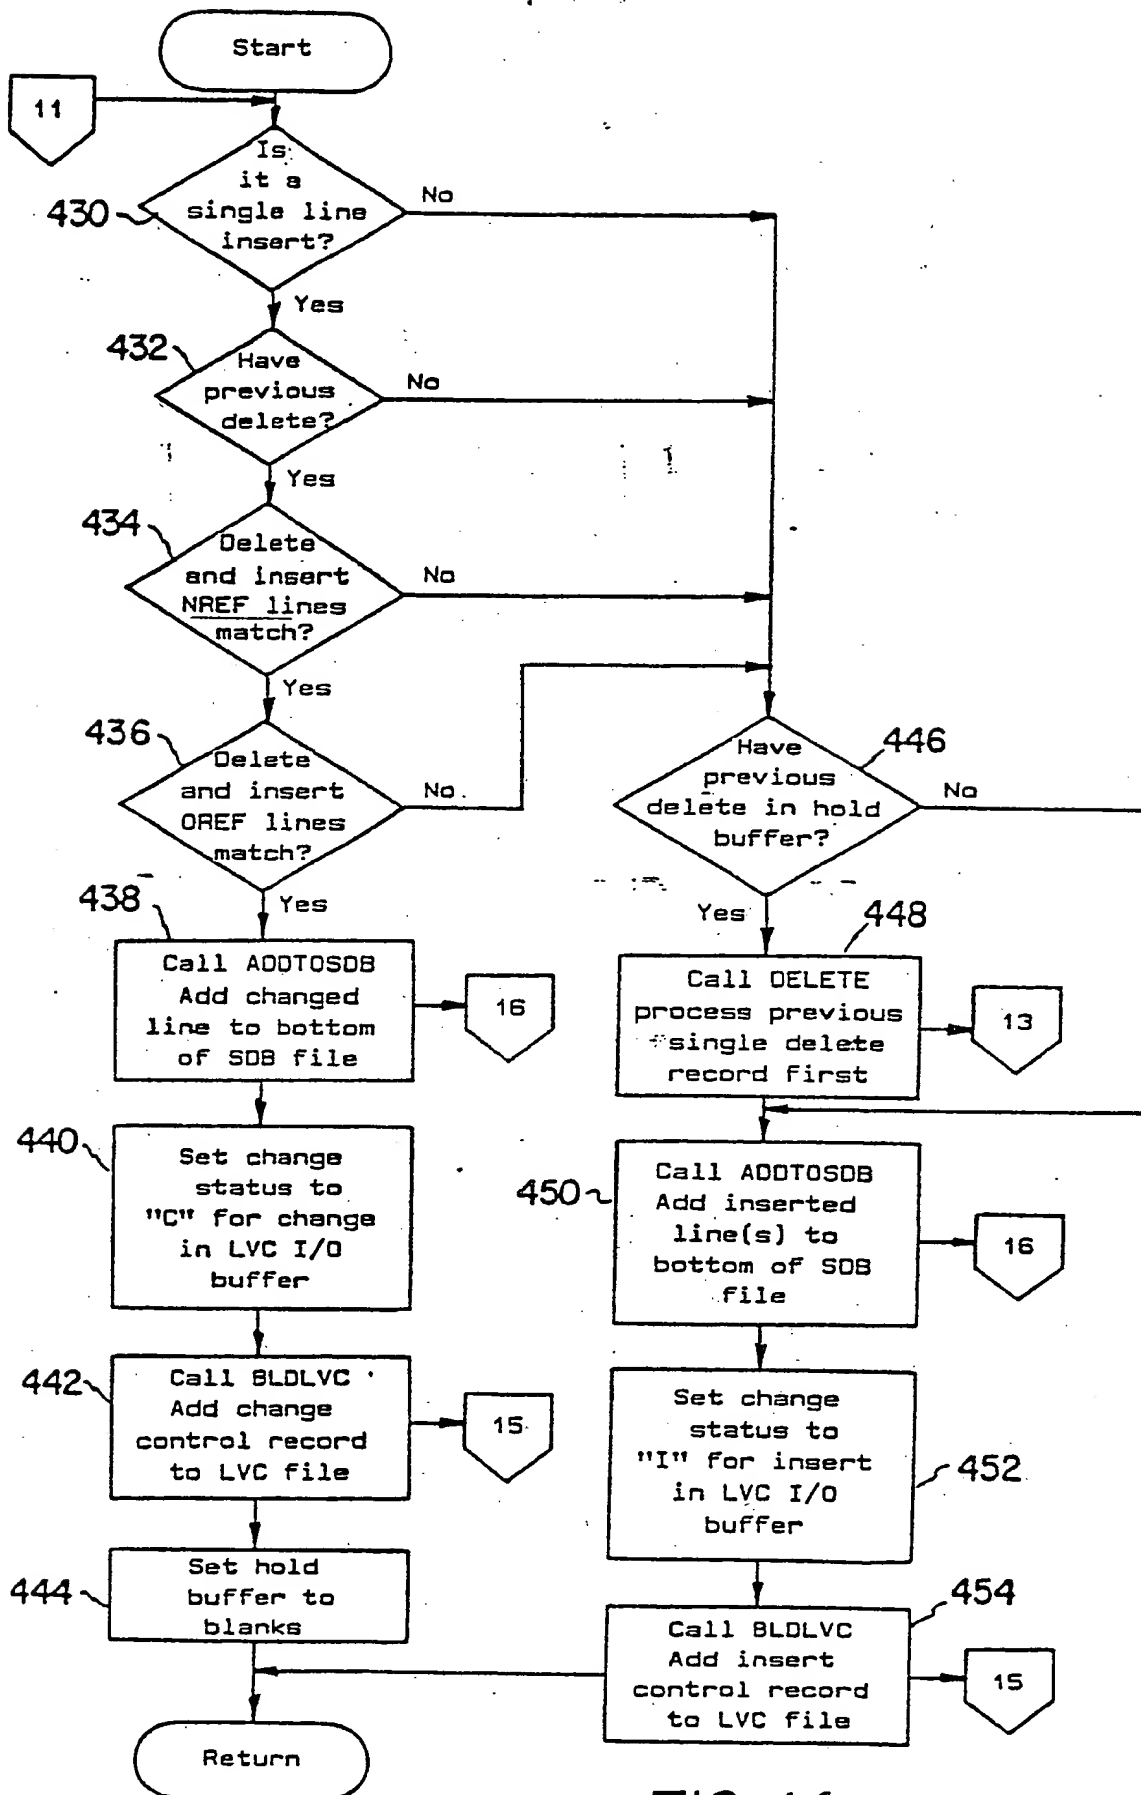 Start
11
Is
it a
single line
insert?
430
No
Yes
432
Have
previous
delete?
No
Yes
434
Delete
and insert
NREF lines
match?
No
Yes
436
Delete
and insert
OREF lines
match?
No.
Yes
446
Have
previous
delete in hold
buffer?
No
Yes
438
Call ADDTOSDB
Add changed
line to bottom
of SDB file
16
448
Call DELETE
process previous
single delete
record first
13
440
Set change
status to
"C" for change
in LVC I/O
buffer
450
Call ADDTOSDB
Add inserted
line(s) to
bottom of SDB
file
16
442
Call BLDLVC
Add change
control record
to LVC file
15
Set change
status to
"I" for insert
in LVC I/O
buffer
452
444
Set hold
buffer to
blanks
454
Call BLDLVC
Add insert
control record
to LVC file
15
Return